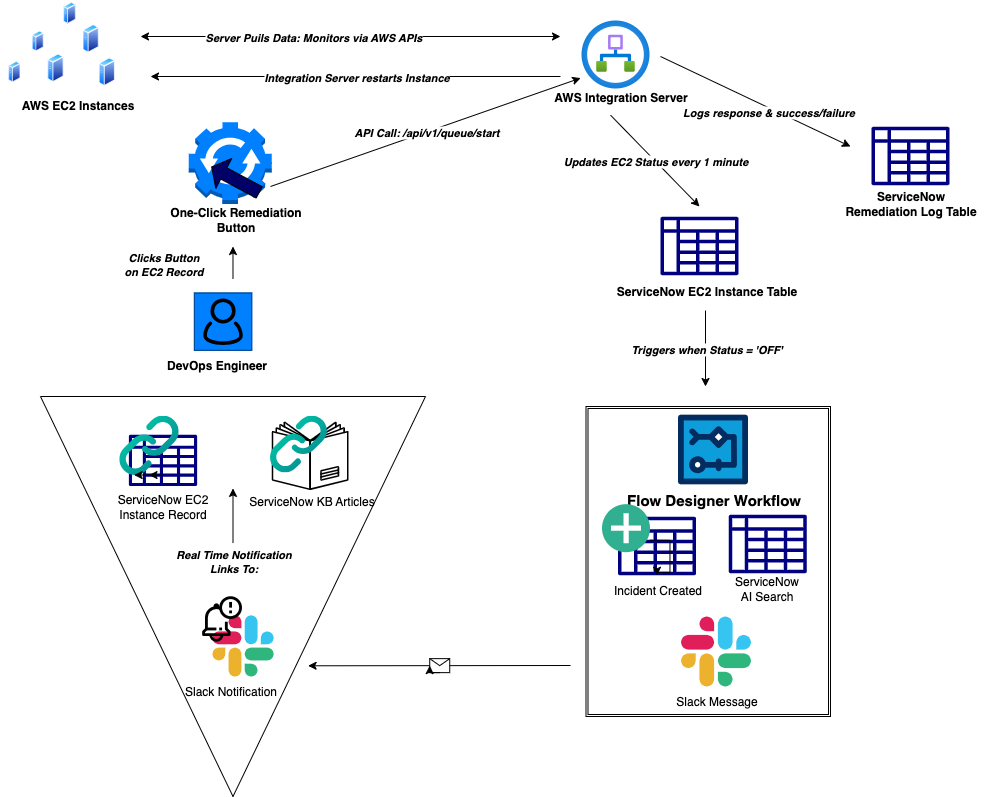 Server Puils Data: Monitors via AWS APIs
Integration Server restarts Instance
AWS EC2 Instances
AWS Integration Server
Logs response & success/failure
API Call: /api/v1/queue/start
Updates EC2 Status every 1 minute
ServiceNow
Remediation Log Table
One-Click Remediation
Button
Clicks Button
on EC2 Record
ServiceNow EC2 Instance Table
DevOps Engineer
Triggers when Status = 'OFF'
ServiceNow EC2
Instance Record
ServiceNow KB Articles
Flow Designer Workflow
Real Time Notification
Links To:
Incident Created
ServiceNow
AI Search
Slack Notification
Slack Message